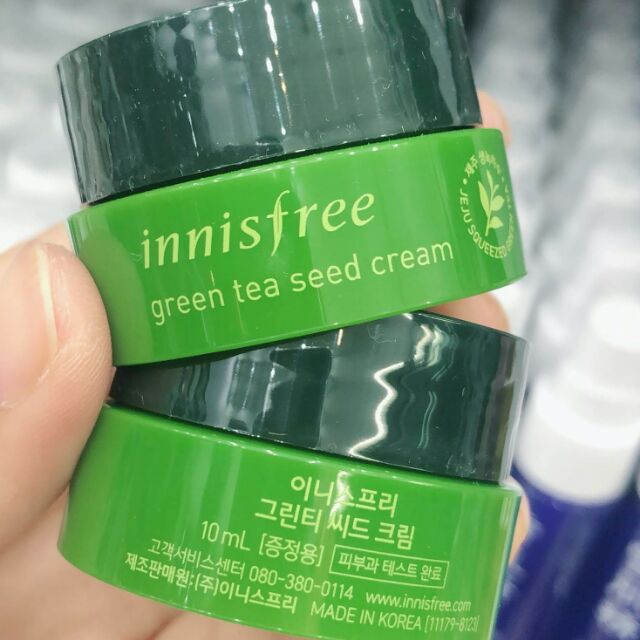 innisfree
green tea seed cream
JEJU SQUEEZED GREEN
이니스프리
그린티 씨드 크림
10 mL [증정용] 피부과 테스트 완료
고객서비스센터 080-380-0114 www.innisfree.com
제조판매원:(주)이니스프리 MADE IN KOREA [11179-8123]